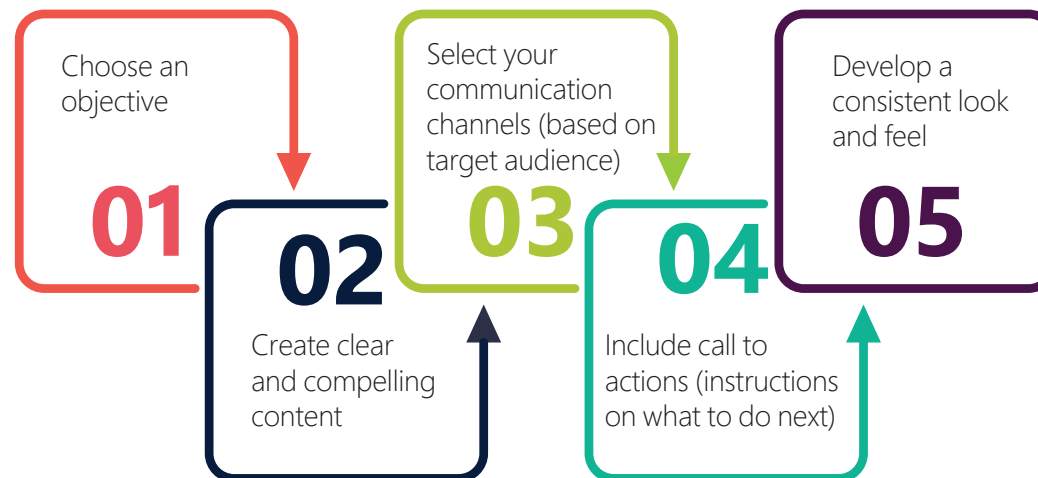 Choose an
objective
01
02
Create clear
and compelling
content
Select your
communication
channels (based on
target audience)
03
04
Include call to
actions (instructions
on what to do next)
Develop a
consistent look
and feel
05